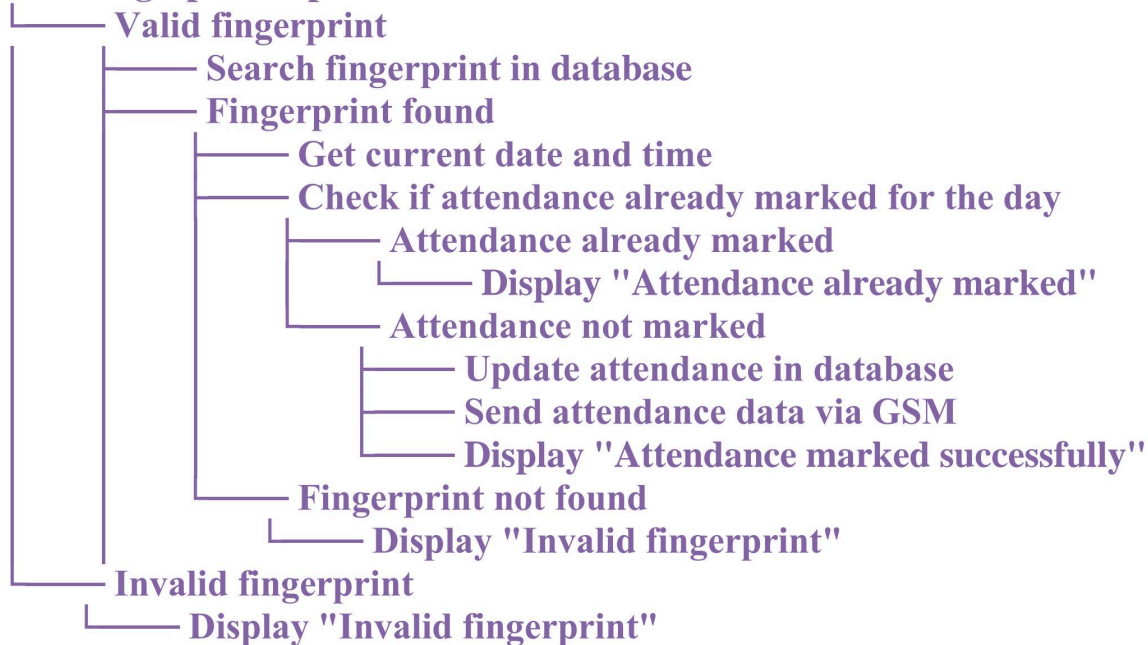 Valid fingerprint
Search fingerprint in database
Fingerprint found
Get current date and time
Check if attendance already marked for the day
Attendance already marked
Display "Attendance already marked"
Attendance not marked
Update attendance in database
Send attendance data via GSM
Display "Attendance marked successfully"
Fingerprint not found
Display "Invalid fingerprint"
Invalid fingerprint
Display "Invalid fingerprint"